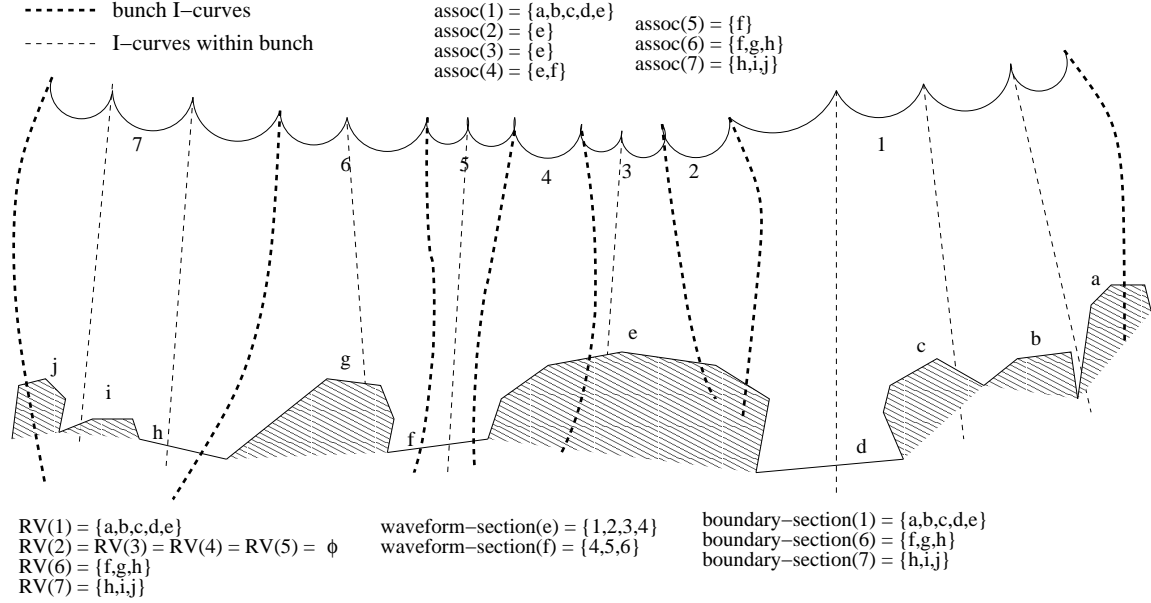 bunch I−curves
I−curves within bunch
assoc(1) = {a,b,c,d,e}
assoc(2) = {e}
assoc(3) = {e}
assoc(4) = {e,f}
assoc(5) = {f}
assoc(6) = {f,g,h}
assoc(7) = {h,i,j}
7
6
5
4
3
2
1
j
i
h
g
f
e
d
c
b
a
RV(1) = {a,b,c,d,e}
RV(2) = RV(3) = RV(4) = RV(5) = ϕ
RV(6) = {f,g,h}
RV(7) = {h,i,j}
waveform−section(e) = {1,2,3,4}
waveform−section(f) = {4,5,6}
boundary−section(1) = {a,b,c,d,e}
boundary−section(6) = {f,g,h}
boundary−section(7) = {h,i,j}